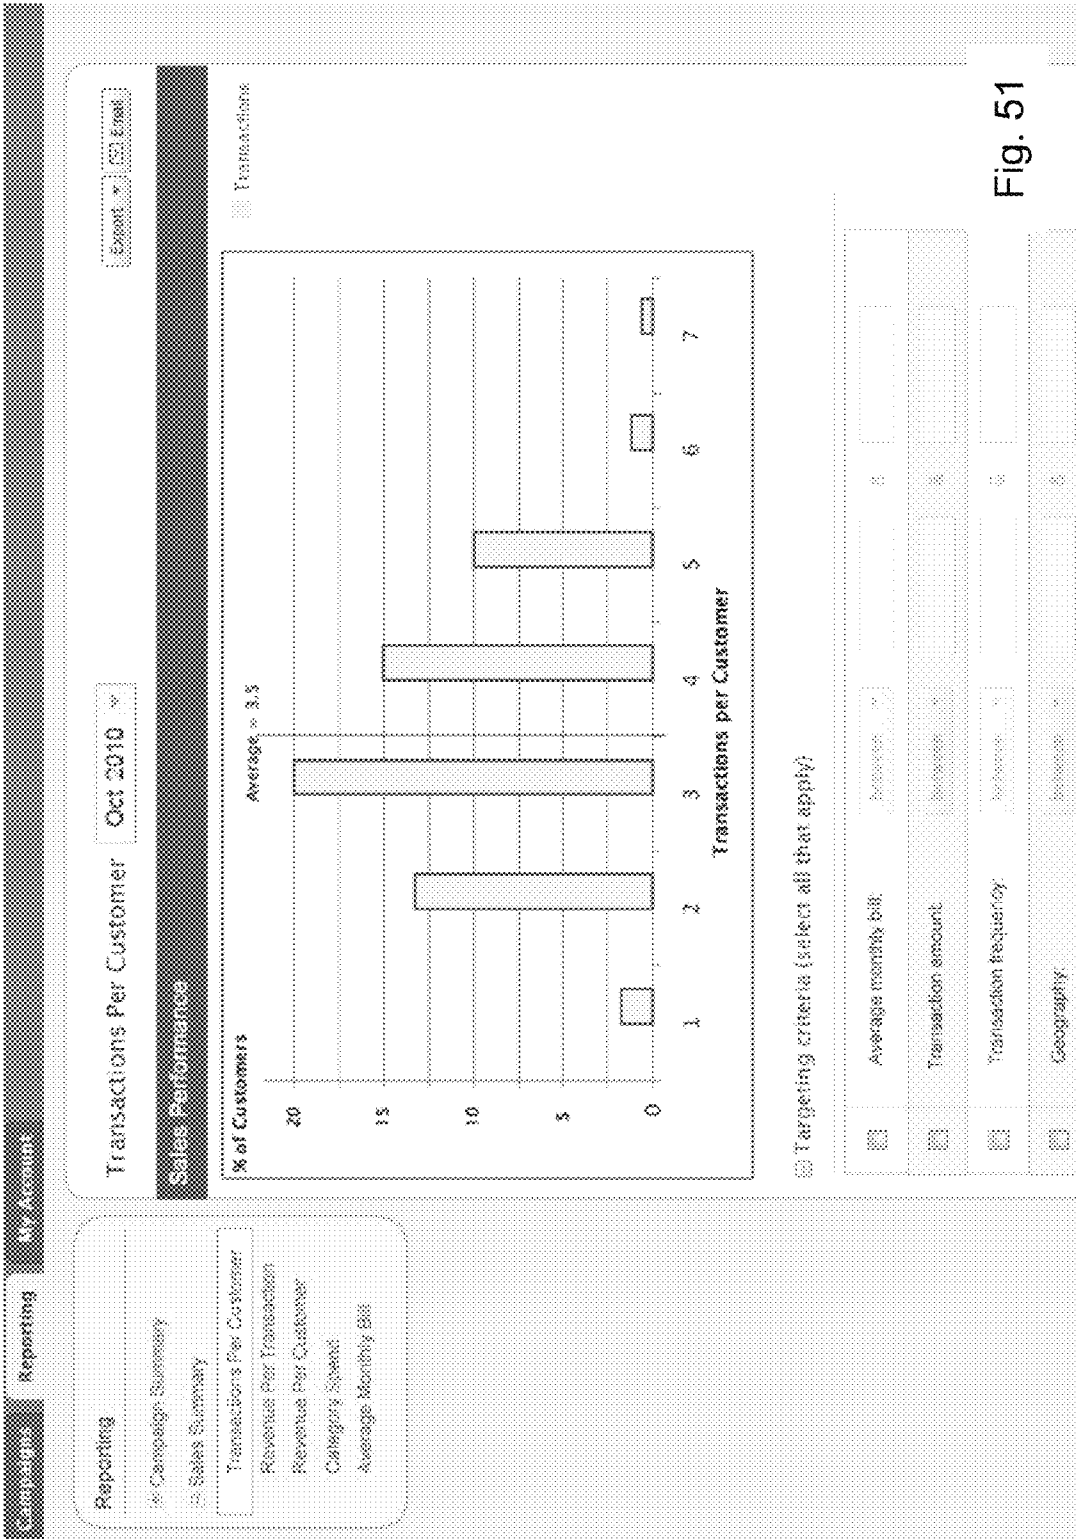 Campaigns Reporting My Account
Reporting
Campaign Summary
Sales Summary
Transactions Per Customer
Revenue Per Transaction
Revenue Per Customer
Category Spend
Average Monthly Bill
Transactions Per Customer Oct 2010
Export Email
Sales Performance
Transactions
% of Customers
Average = 3.5
20
15
10
5
0
1 2 3 4 5 6 7
Transactions per Customer
Targeting criteria (select all that apply)
Average monthly bill:
Transaction amount:
Transaction frequency:
Geography:
Fig. 51